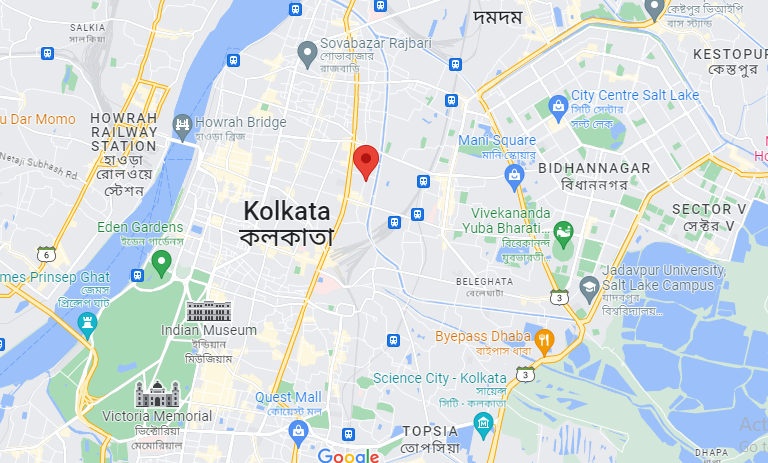 দমদম
কেষ্টপুর ভিআইপি
বাস স্ট্যান্ড
SALKIA
সালকিয়া
Sovabazar Rajbari
শোভাবাজার
রাজবাড়ি
KESTOPUR
কেস্তপুর
City Centre Salt Lake
সিটি সেন্টার
সল্ট লেক
u Dar Momo
HOWRAH
RAILWAY
STATION
হাওড়া
রোলওয়ে
স্টেশন
Howrah Bridge
হাওড়া ব্রিজ
Netaji Subhash Rd
Mani Square
মানি স্কোয়ার
BIDHANNAGAR
বিধাননগর
Kolkata
কলকাতা
SECTOR V
সেক্টর V
Vivekananda
Yuba Bharati...
বিবেকানন্দ
যুবভারতী...
Eden Gardens
ইডেন গার্ডেনস
6
mes Prinsep Ghat
জেমস
প্রিন্সেপ ঘাট
BELEGHATA
বেলেঘাটা
3
Jadavpur University,
Salt Lake Campus
যাদবপুর
বিশ্ববিদ্যালয়,...
Indian Museum
ইন্ডিয়ান
মিউজিয়াম
Byepass Dhaba
বাইপাস ধাবা
3
Science City - Kolkata
সায়েন্স
সিটি - কলকাতা
Victoria Memorial
ভিক্টোরিয়া
মেমোরিয়াল
Quest Mall
কোয়েস্ট মল
TOPSIA
তোপসিয়া
Google
DHAPA